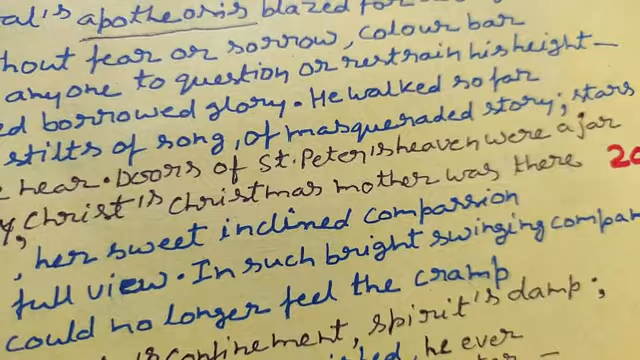 al's apotheosis blazed for
hout fear or sorrow, colour bar
anyone to question or restrain his height—
ed borrowed glory. He walked so far
stilts of song, of masqueraded story; stars
near. Doors of St. Peter's heaven were ajar
y, Christ's Christmas mother was there 20
, her sweet inclined compassion
full view. In such bright swinging compan
could no longer feel the cramp
's confinement, spirit's damp;
he ever